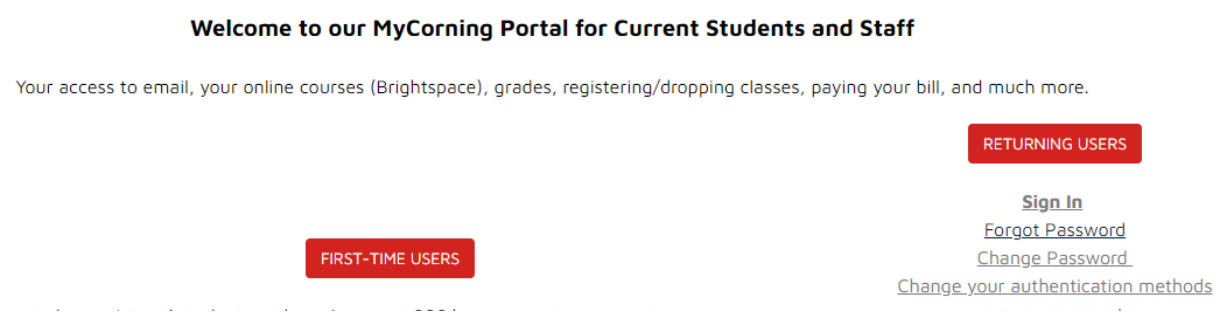 Welcome to our MyCorning Portal for Current Students and Staff
Your access to email, your online courses (Brightspace), grades, registering/dropping classes, paying your bill, and much more.
RETURNING USERS
Sign In
Forgot Password
Change Password
Change your authentication methods
FIRST-TIME USERS